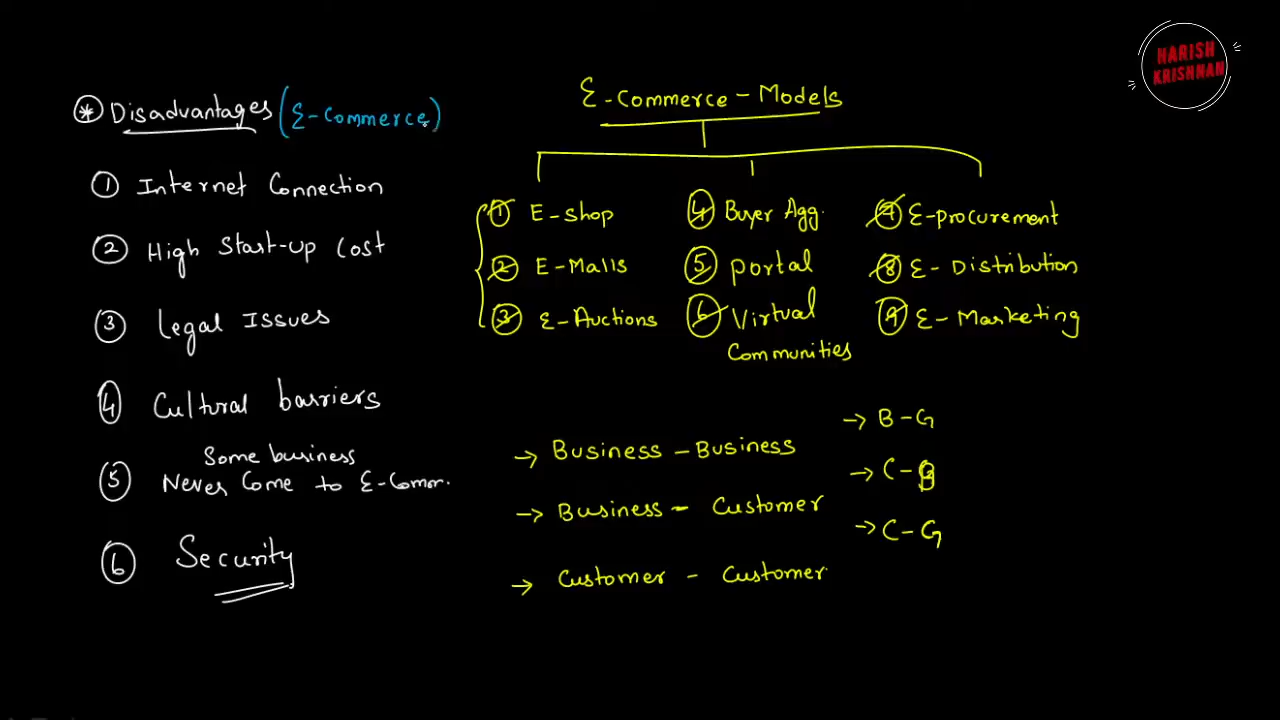 HARISH
KRISHNAN
* Disadvantages (E-Commerce)
① Internet Connection
② High Start-up Cost
③ Legal Issues
④ Cultural barriers
Some business
⑤ Never Come to E-Comm.
⑥ Security
E-Commerce - Models
① E-shop
② E-Malls
③ E-Auctions
④ Buyer Agg.
⑤ portal
⑥ Virtual
Communities
⑦ E-procurement
⑧ E-Distribution
⑨ E-Marketing
→ Business - Business
→ Business - Customer
→ Customer - Customer
→ B-G
→ C-B
→ C-G